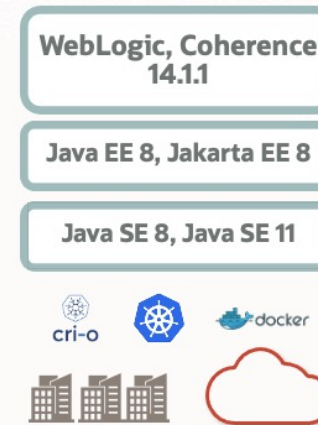 WebLogic, Coherence
14.1.1
Java EE 8, Jakarta EE 8
Java SE 8, Java SE 11
cri-o
docker